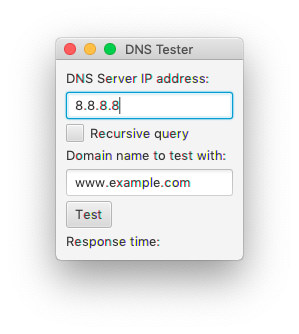 DNS Tester
DNS Server IP address:
8.8.8.8
Recursive query
Domain name to test with:
www.example.com
Test
Response time: